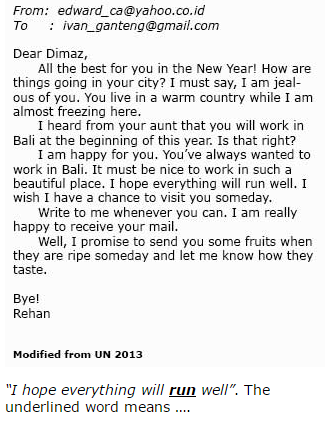 From:  edward_ca@yahoo.co.id
To      :  ivan_ganteng@gmail.com
Dear Dimaz,
All the best for you in the New Year! How are
things going in your city? I must say, I am jeal-
ous of you. You live in a warm country while I am
almost freezing here.
I heard from your aunt that you will work in
Bali at the beginning of this year. Is that right?
I am happy for you. You’ve always wanted to
work in Bali. It must be nice to work in such a
beautiful place. I hope everything will run well. I
wish I have a chance to visit you someday.
Write to me whenever you can. I am really
happy to receive your mail.
Well, I promise to send you some fruits when
they are ripe someday and let me know how they
taste.
Bye!
Rehan
Modified from UN 2013
“I hope everything will run well”. The
underlined word means ....